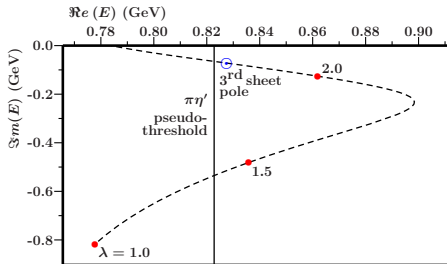 ℜe (E) (GeV)
0.78 0.80 0.82 0.84 0.86 0.88 0.90
0.0
-0.2
-0.4
-0.6
-0.8
ℑm(E) (GeV)
2.0
3rd sheet
pole
πη′
pseudo-
threshold
1.5
λ = 1.0